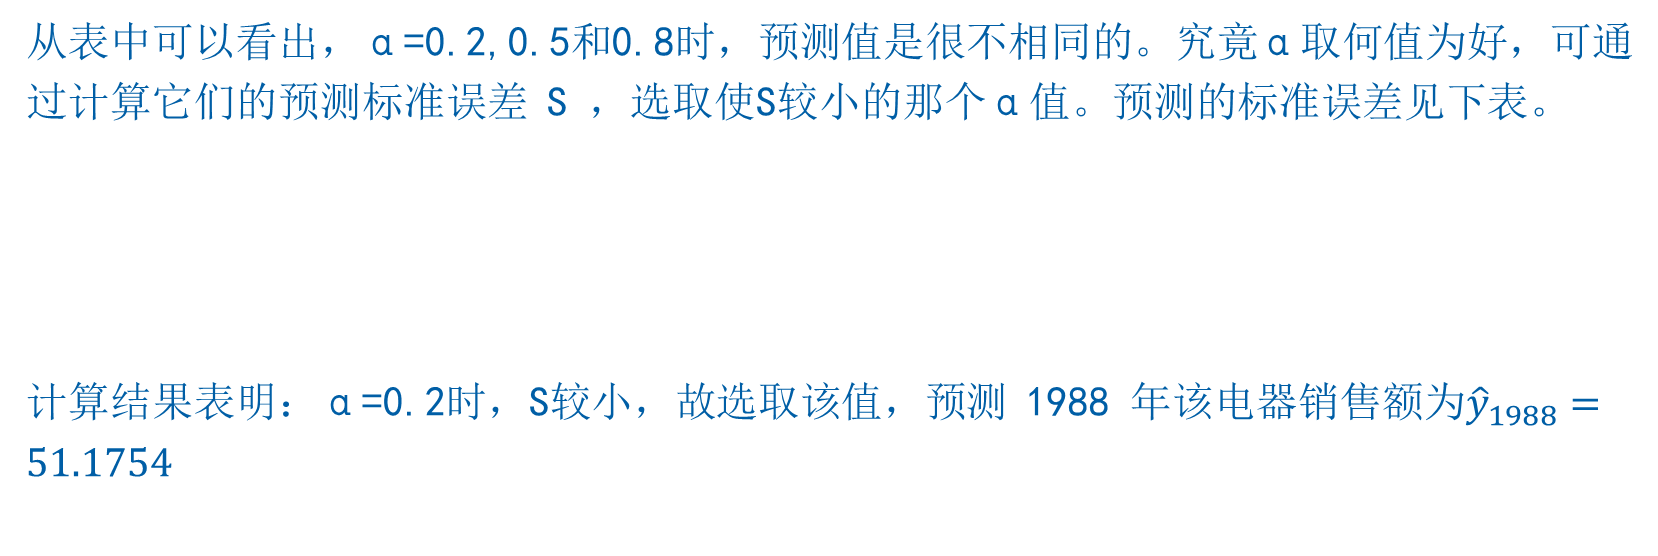 从表中可以看出，α=0.2,0.5和0.8时，预测值是很不相同的。究竟α取何值为好，可通
过计算它们的预测标准误差 S ，选取使S较小的那个α值。预测的标准误差见下表。
计算结果表明：α=0.2时，S较小，故选取该值，预测 1988 年该电器销售额为ŷ₁₉₈₈ =
51.1754